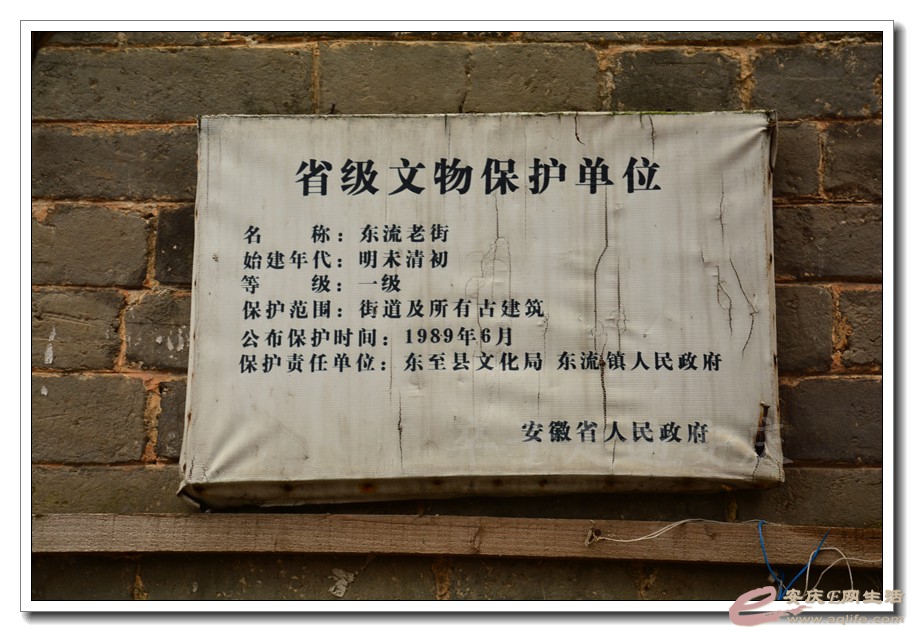 省级文物保护单位
名 称：东流老街
始建年代：明末清初
等 级：一级
保护范围：街道及所有古建筑
公布保护时间：1989年6月
保护责任单位：东至县文化局 东流镇人民政府
安徽省人民政府
安庆E网生活
www.aqlife.com